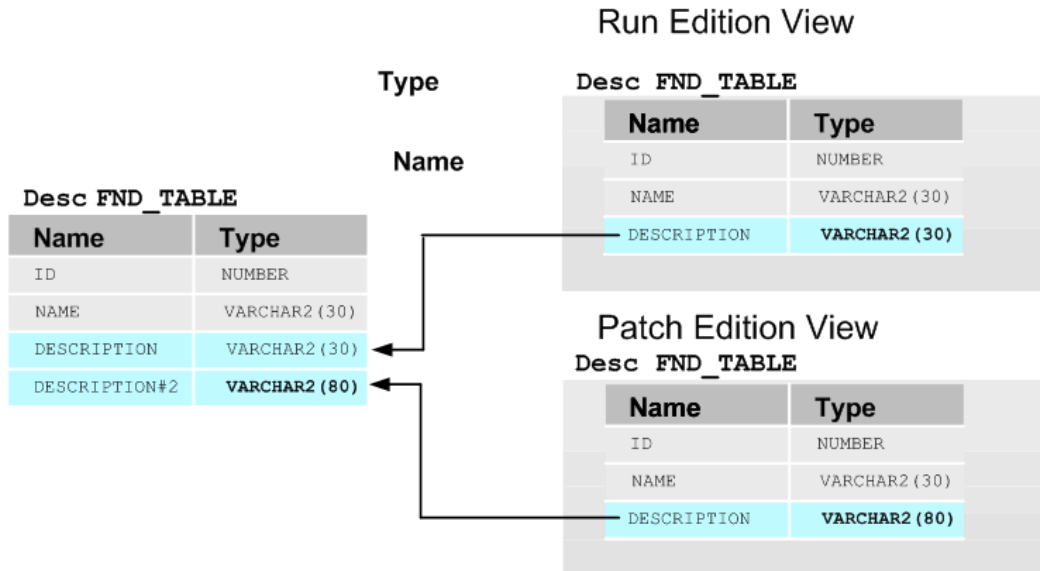 Run Edition View
Type
Desc FND_TABLE
Name Type
ID NUMBER
Name
NAME VARCHAR2(30)
DESCRIPTION VARCHAR2(30)
Desc FND_TABLE
Name Type
ID NUMBER
NAME VARCHAR2(30)
DESCRIPTION VARCHAR2(30)
DESCRIPTION#2 VARCHAR2(80)
Patch Edition View
Desc FND_TABLE
Name Type
ID NUMBER
NAME VARCHAR2(30)
DESCRIPTION VARCHAR2(80)